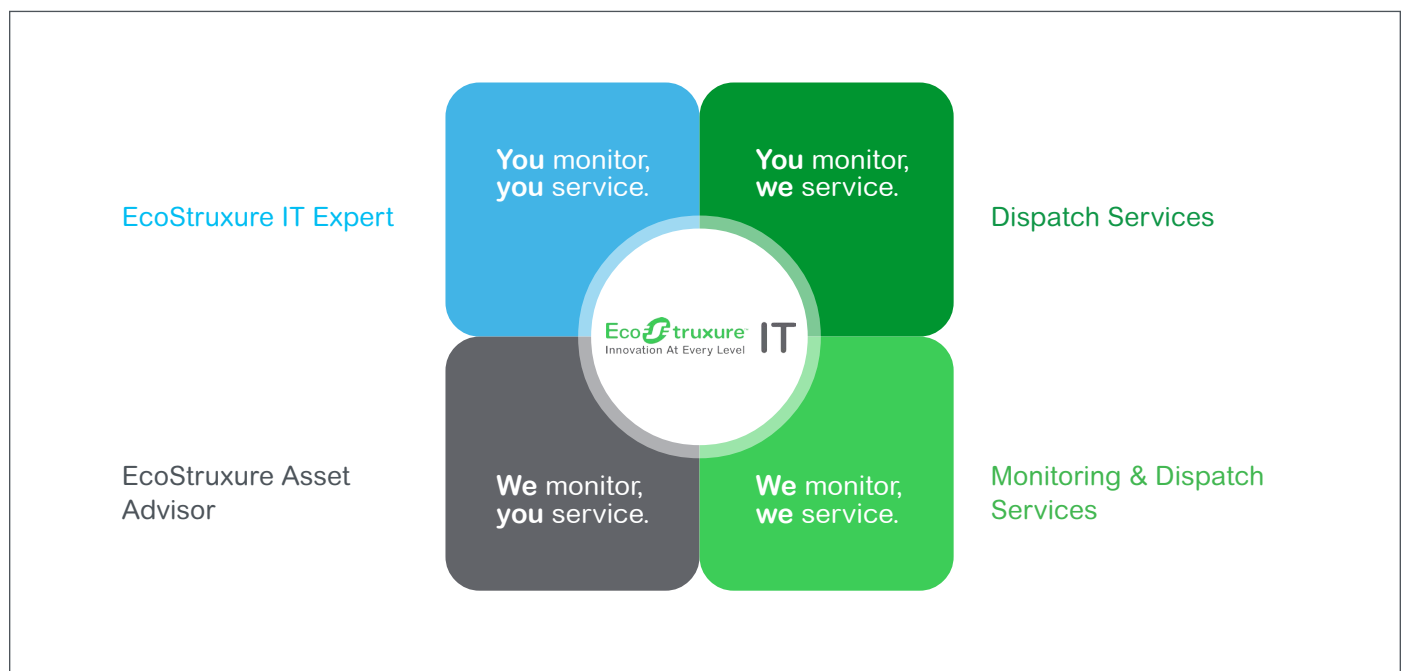 You monitor,
you service.
You monitor,
we service.
EcoStruxure IT Expert
Dispatch Services
EcoStruxure IT
Innovation At Every Level
EcoStruxure Asset
Advisor
We monitor,
you service.
We monitor,
we service.
Monitoring & Dispatch
Services